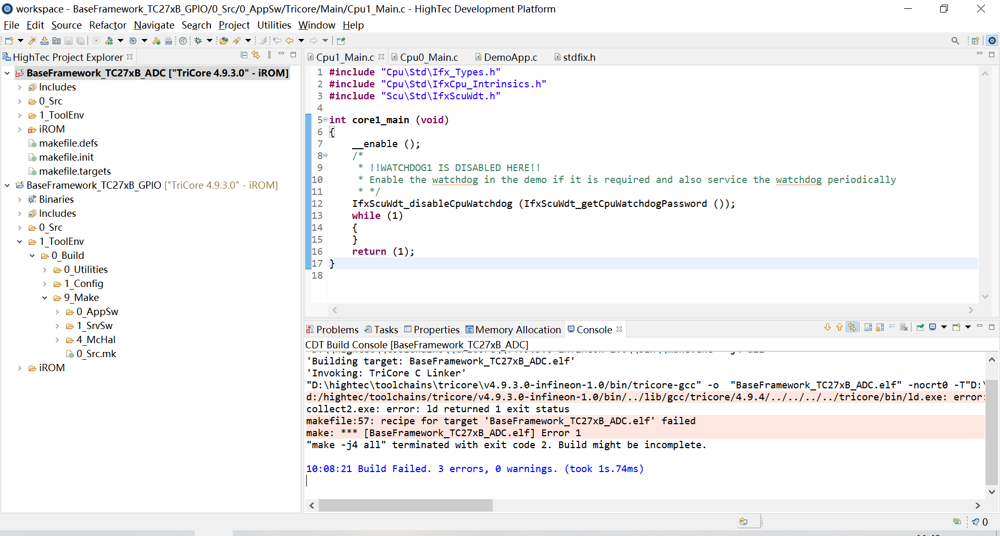 workspace - BaseFramework_TC27xB_GPIO/0_Src/0_AppSw/Tricore/Main/Cpu1_Main.c - HighTec Development Platform
File Edit Source Refactor Navigate Search Project Utilities Window Help
HighTec Project Explorer
BaseFramework_TC27xB_ADC ["TriCore 4.9.3.0" - iROM]
Includes
0_Src
1_ToolEnv
iROM
makefile.defs
makefile.init
makefile.targets
BaseFramework_TC27xB_GPIO ["TriCore 4.9.3.0" - iROM]
Binaries
Includes
0_Src
1_ToolEnv
0_Build
0_Utilities
1_Config
9_Make
0_AppSw
1_SrvSw
4_McHal
0_Src.mk
iROM
Cpu1_Main.c Cpu0_Main.c DemoApp.c stdfix.h
1 #include "Cpu\Std\Ifx_Types.h"
2 #include "Cpu\Std\IfxCpu_Intrinsics.h"
3 #include "Scu\Std\IfxScuWdt.h"
4
5 int core1_main (void)
6 {
7 __enable ();
8 /*
9 * !!WATCHDOG1 IS DISABLED HERE!!
10 * Enable the watchdog in the demo if it is required and also service the watchdog periodically
11 * */
12 IfxScuWdt_disableCpuWatchdog (IfxScuWdt_getCpuWatchdogPassword ());
13 while (1)
14 {
15 }
16 return (1);
17 }
18
Problems Tasks Properties Memory Allocation Console
CDT Build Console [BaseFramework_TC27xB_ADC]
'Building target: BaseFramework_TC27xB_ADC.elf'
'Invoking: TriCore C Linker'
"D:\hightec\toolchains\tricore\v4.9.3.0-infineon-1.0/bin/tricore-gcc" -o "BaseFramework_TC27xB_ADC.elf" -nocrt0 -T"D:\
d:/hightec/toolchains/tricore/v4.9.3.0-infineon-1.0/bin/../lib/gcc/tricore/4.9.4/../../../../tricore/bin/ld.exe: error:
collect2.exe: error: ld returned 1 exit status
makefile:57: recipe for target 'BaseFramework_TC27xB_ADC.elf' failed
make: *** [BaseFramework_TC27xB_ADC.elf] Error 1
"make -j4 all" terminated with exit code 2. Build might be incomplete.
10:08:21 Build Failed. 3 errors, 0 warnings. (took 1s.74ms)
0